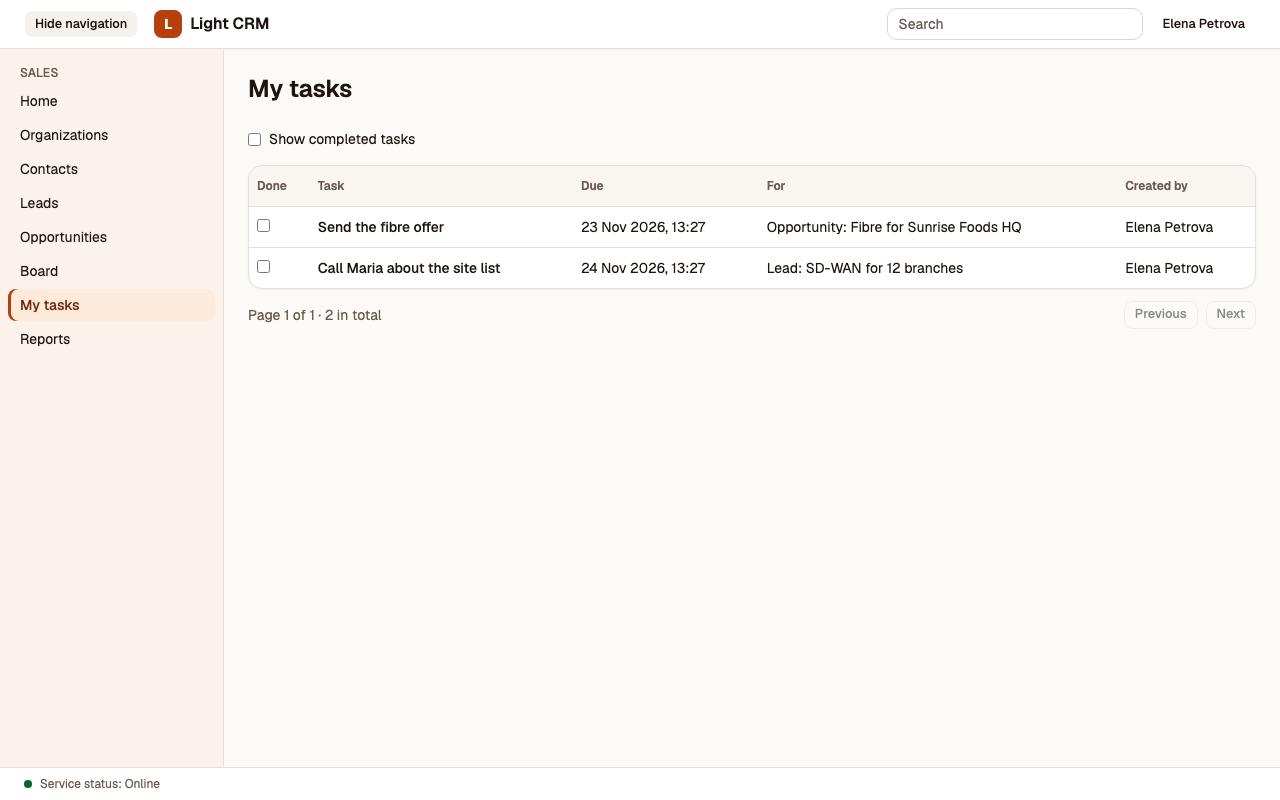 Hide navigation
L
Light CRM
Search
Elena Petrova
SALES
Home
Organizations
Contacts
Leads
Opportunities
Board
My tasks
Reports
My tasks
Show completed tasks
Done Task Due For Created by
Send the fibre offer 23 Nov 2026, 13:27 Opportunity: Fibre for Sunrise Foods HQ Elena Petrova
Call Maria about the site list 24 Nov 2026, 13:27 Lead: SD-WAN for 12 branches Elena Petrova
Page 1 of 1 · 2 in total
Previous Next
Service status: Online